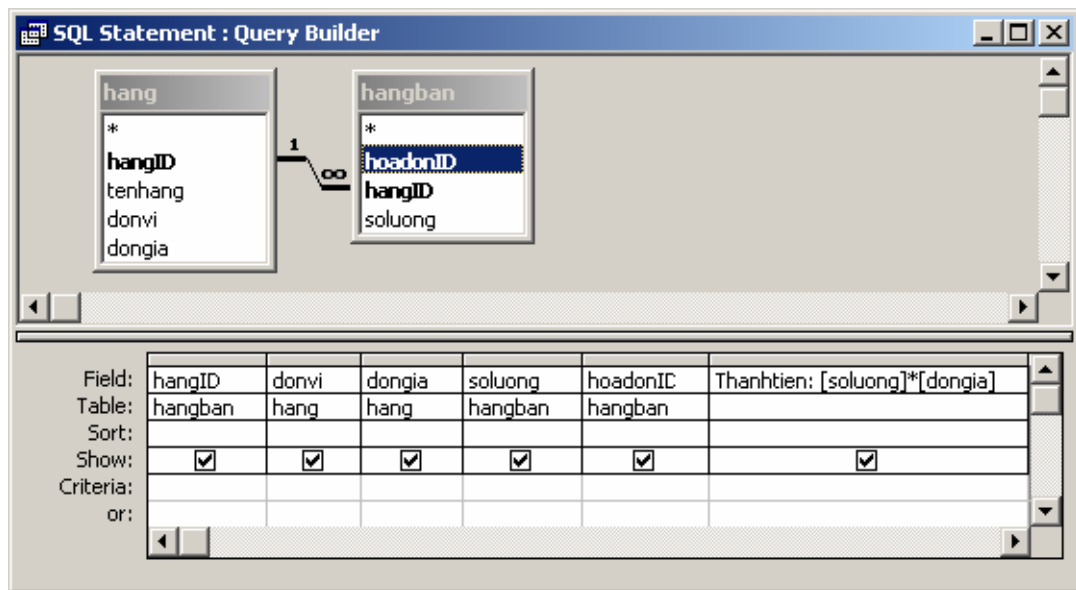 SQL Statement : Query Builder
hang
*
hangID
tenhang
donvi
dongia
1
∞
hangban
*
hoadonID
hangID
soluong
Field: hangID donvi dongia soluong hoadonID Thanhtien: [soluong]*[dongia]
Table: hangban hang hang hangban hangban
Sort:
Show:
Criteria:
or: